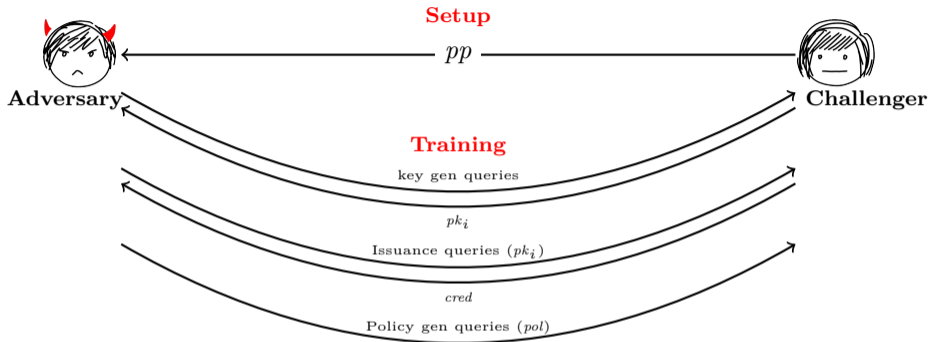 Setup
pp
Adversary
Challenger
Training
key gen queries
pk_i
Issuance queries (pk_i)
cred
Policy gen queries (pol)